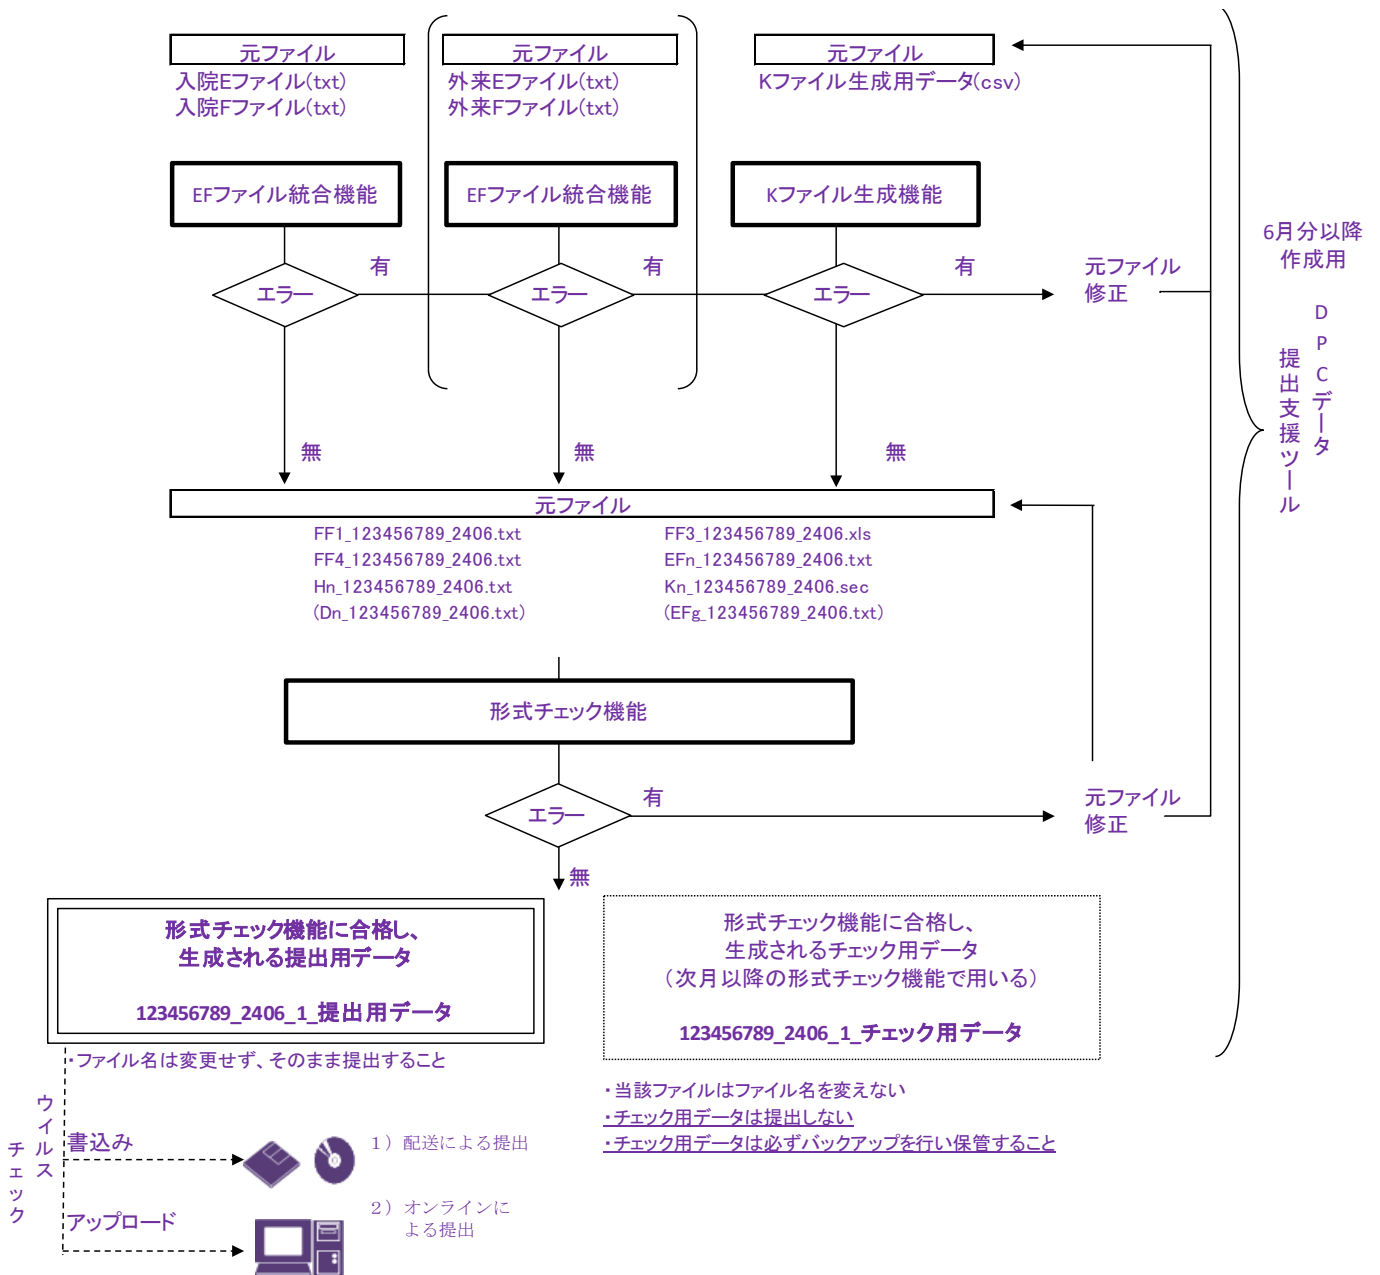 元ファイル
入院Eファイル(txt)
入院Fファイル(txt)
元ファイル
外来Eファイル(txt)
外来Fファイル(txt)
元ファイル
Kファイル生成用データ(csv)
EFファイル統合機能
EFファイル統合機能
Kファイル生成機能
エラー
有
エラー
有
エラー
有
元ファイル
修正
6月分以降
作成用
DPCデータ
提出支援ツール
無
無
無
元ファイル
FF1_123456789_2406.txt
FF3_123456789_2406.xls
FF4_123456789_2406.txt
EFn_123456789_2406.txt
Hn_123456789_2406.txt
Kn_123456789_2406.sec
(Dn_123456789_2406.txt)
(EFg_123456789_2406.txt)
形式チェック機能
エラー
有
元ファイル
修正
無
形式チェック機能に合格し、
生成される提出用データ
123456789_2406_1_提出用データ
形式チェック機能に合格し、
生成されるチェック用データ
（次月以降の形式チェック機能で用いる）
123456789_2406_1_チェック用データ
・ファイル名は変更せず、そのまま提出すること
・当該ファイルはファイル名を変えない
・チェック用データは提出しない
・チェック用データは必ずバックアップを行い保管すること
ウイルス
チェック
書込み
1）配送による提出
アップロード
2）オンラインに
よる提出